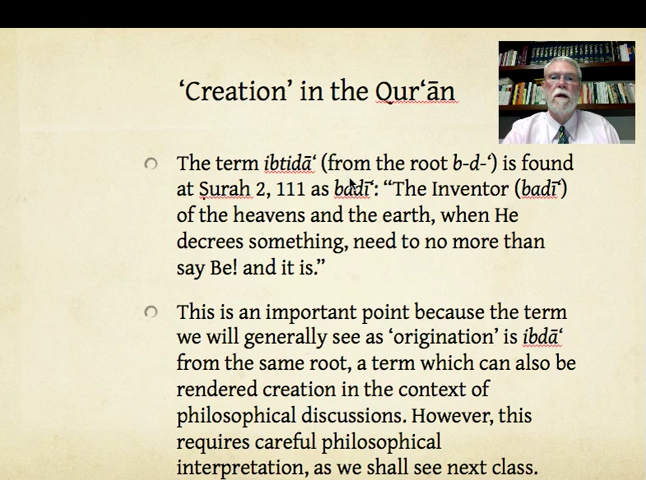 ‘Creation’ in the Qur‘ān
The term ibtidā‘ (from the root b-d-‘) is found
at Ṣurah 2, 111 as badī‘: “The Inventor (badī‘)
of the heavens and the earth, when He
decrees something, need to no more than
say Be! and it is.”
This is an important point because the term
we will generally see as ‘origination’ is ibdā‘
from the same root, a term which can also be
rendered creation in the context of
philosophical discussions. However, this
requires careful philosophical
interpretation, as we shall see next class.